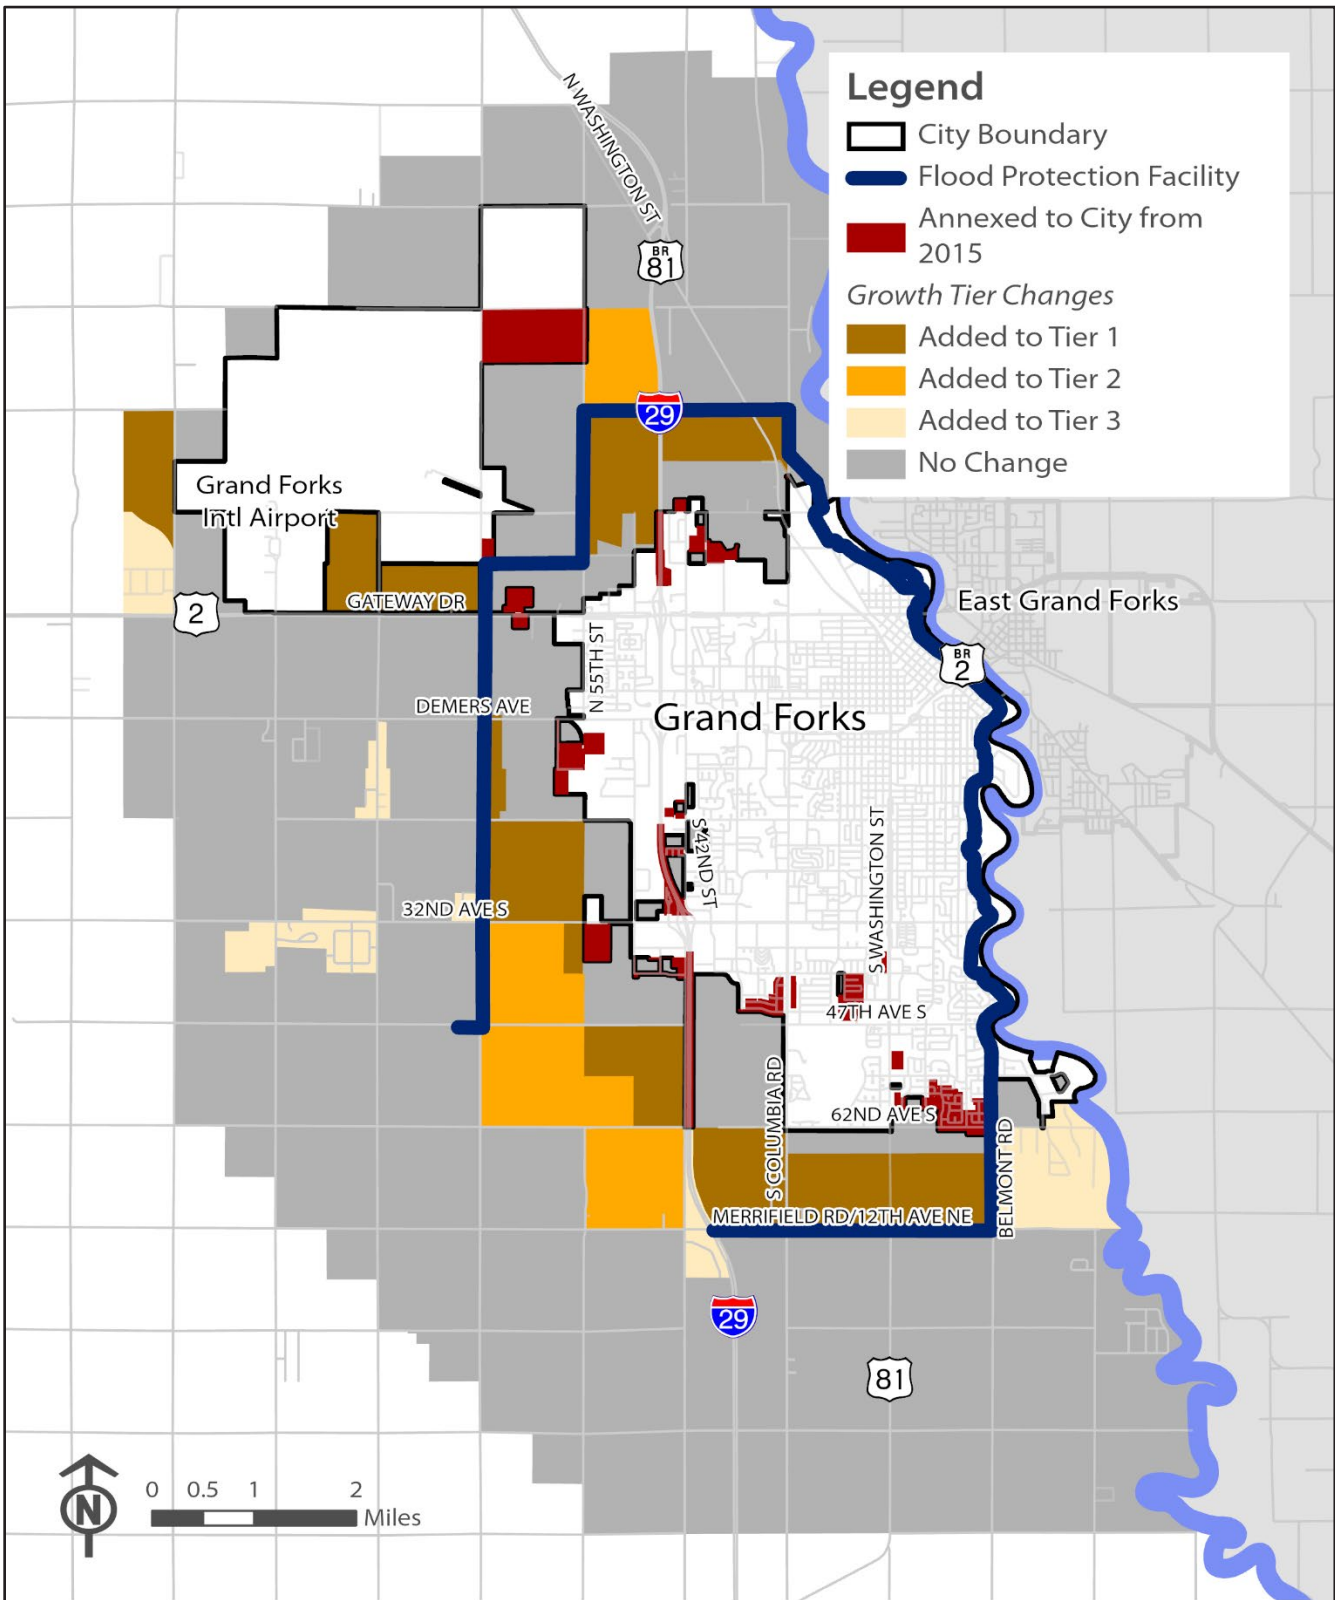 Legend
City Boundary
Flood Protection Facility
Annexed to City from
2015
Growth Tier Changes
Added to Tier 1
Added to Tier 2
Added to Tier 3
No Change
N WASHINGTON ST
BR
81
29
Grand Forks
Intl Airport
GATEWAY DR
2
East Grand Forks
BR
2
N 55TH ST
DEMERS AVE
Grand Forks
S 42ND ST
S WASHINGTON ST
32ND AVE S
47TH AVE S
S COLUMBIA RD
62ND AVE S
BELMONT RD
MERRIFIELD RD/12TH AVE NE
29
81
N
0 0.5 1 2
Miles